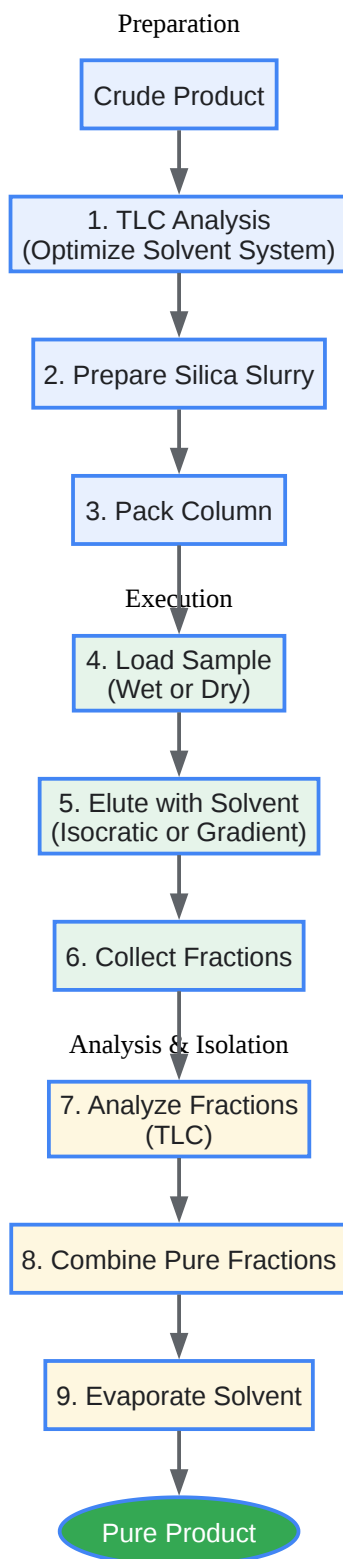 Preparation
Crude Product
1. TLC Analysis
(Optimize Solvent System)
2. Prepare Silica Slurry
3. Pack Column
Execution
4. Load Sample
(Wet or Dry)
5. Elute with Solvent
(Isocratic or Gradient)
6. Collect Fractions
Analysis & Isolation
7. Analyze Fractions
(TLC)
8. Combine Pure Fractions
9. Evaporate Solvent
Pure Product